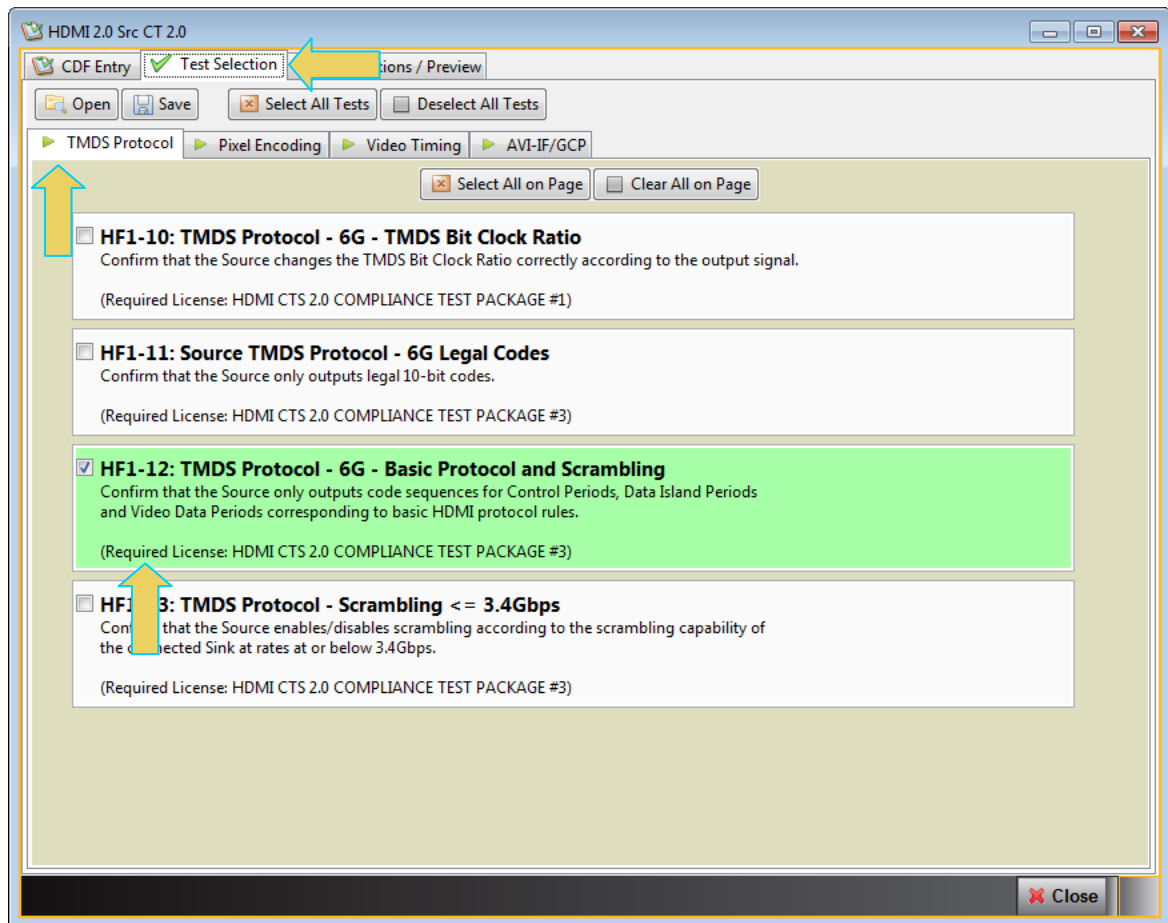 HDMI 2.0 Src CT 2.0
CDF Entry
Test Selection
/ Preview
Open
Save
Select All Tests
Deselect All Tests
TMDS Protocol
Pixel Encoding
Video Timing
AVI-IF/GCP
Select All on Page
Clear All on Page
HF1-10: TMDS Protocol - 6G - TMDS Bit Clock Ratio
Confirm that the Source changes the TMDS Bit Clock Ratio correctly according to the output signal.
(Required License: HDMI CTS 2.0 COMPLIANCE TEST PACKAGE #1)
HF1-11: Source TMDS Protocol - 6G Legal Codes
Confirm that the Source only outputs legal 10-bit codes.
(Required License: HDMI CTS 2.0 COMPLIANCE TEST PACKAGE #3)
HF1-12: TMDS Protocol - 6G - Basic Protocol and Scrambling
Confirm that the Source only outputs code sequences for Control Periods, Data Island Periods
and Video Data Periods corresponding to basic HDMI protocol rules.
(Required License: HDMI CTS 2.0 COMPLIANCE TEST PACKAGE #3)
TMDS Protocol - Scrambling <= 3.4Gbps
that the Source enables/disables scrambling according to the scrambling capability of
the Sink at rates at or below 3.4Gbps.
(Required License: HDMI CTS 2.0 COMPLIANCE TEST PACKAGE #3)
Close